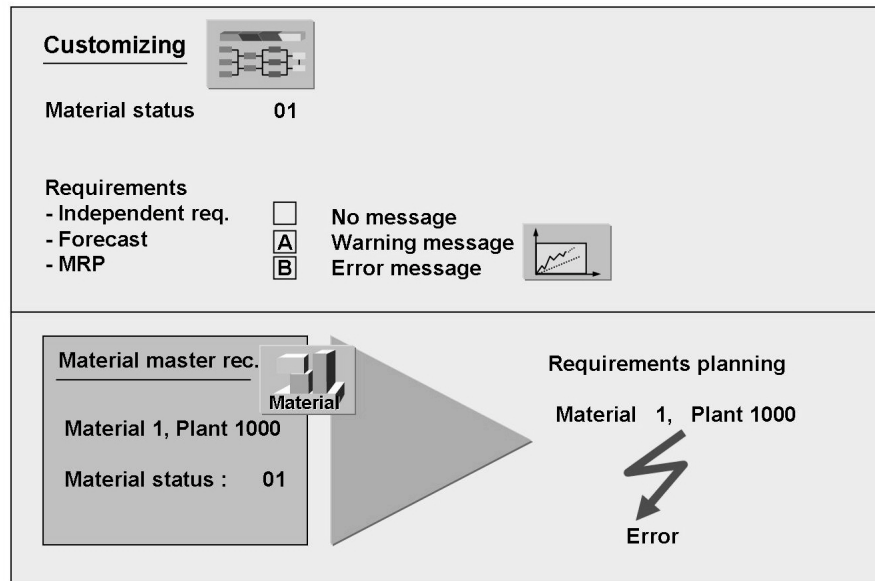 Customizing
Material status 01
Requirements
- Independent req. No message
- Forecast A Warning message
- MRP B Error message
Material master rec.
Material
Material 1, Plant 1000
Material status : 01
Requirements planning
Material 1, Plant 1000
Error